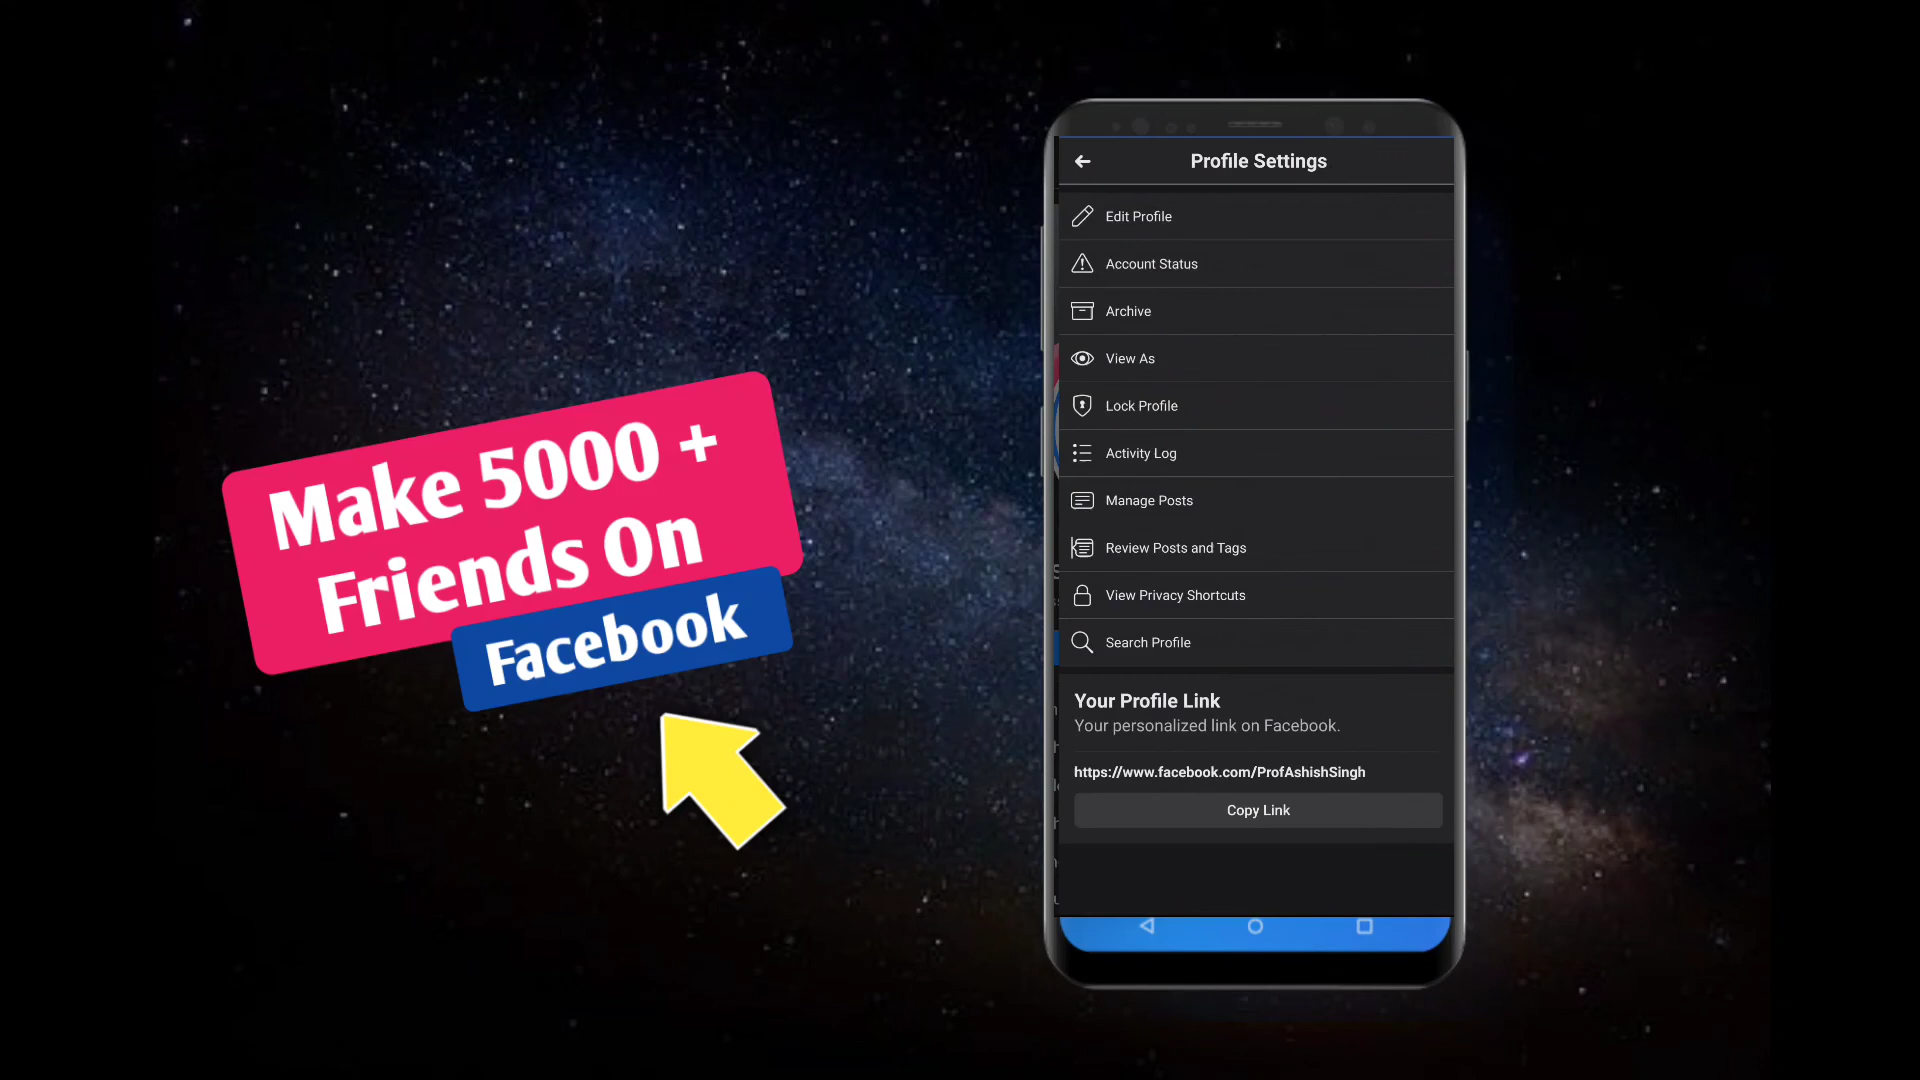 Make 5000 +
Friends On
Facebook
Profile Settings
Edit Profile
Account Status
Archive
View As
Lock Profile
Activity Log
Manage Posts
Review Posts and Tags
View Privacy Shortcuts
Search Profile
Your Profile Link
Your personalized link on Facebook.
https://www.facebook.com/ProfAshishSingh
Copy Link